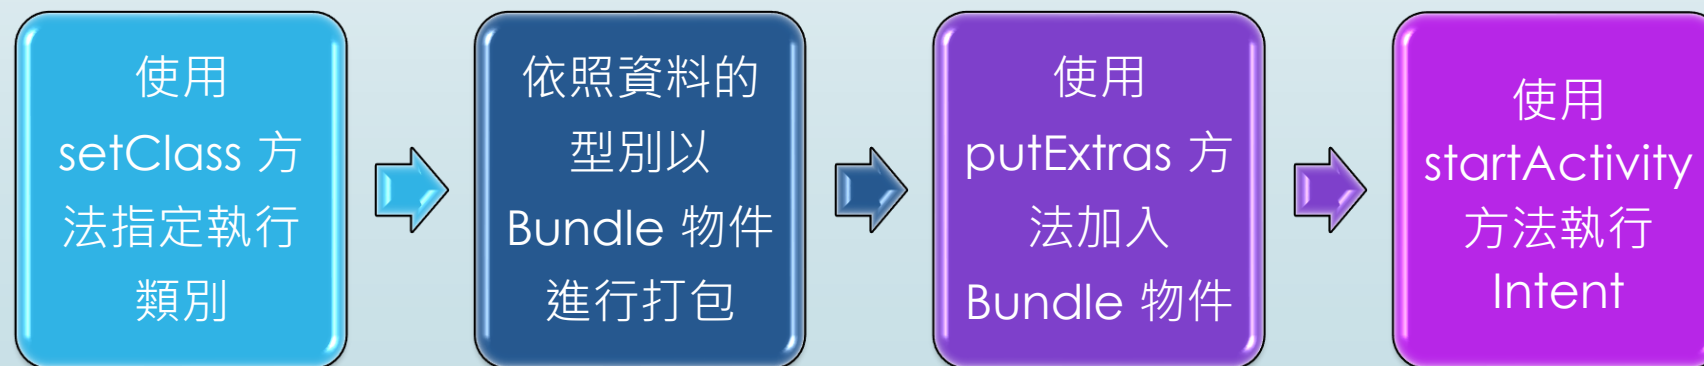 使用
setClass 方
法指定執行
類別
依照資料的
型別以
Bundle 物件
進行打包
使用
putExtras 方
法加入
Bundle 物件
使用
startActivity
方法執行
Intent